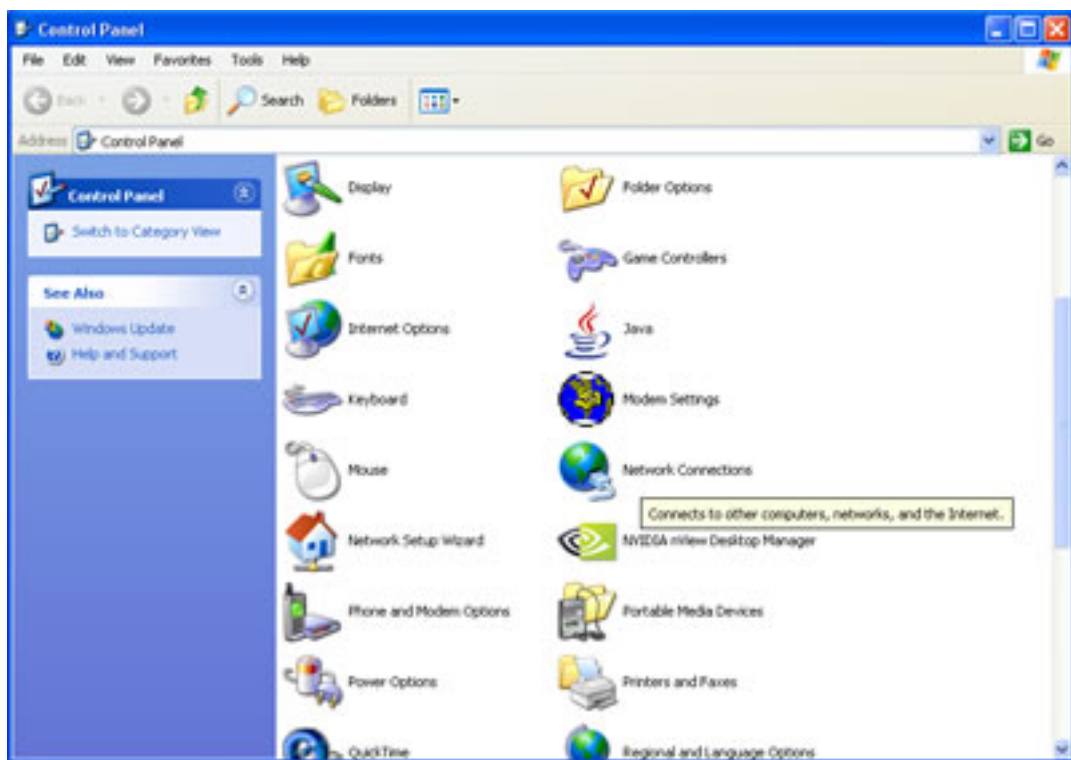 Control Panel
File Edit View Favorites Tools Help
Back Search Folders
Address Control Panel Go
Control Panel
Switch to Category View
See Also
Windows Update
Help and Support
Display Folder Options
Fonts Game Controllers
Internet Options Java
Keyboard Modem Settings
Mouse Network Connections
Connects to other computers, networks, and the Internet.
Network Setup Wizard NVIDIA nView Desktop Manager
Phone and Modem Options Portable Media Devices
Power Options Printers and Faxes
QuickTime Regional and Language Options